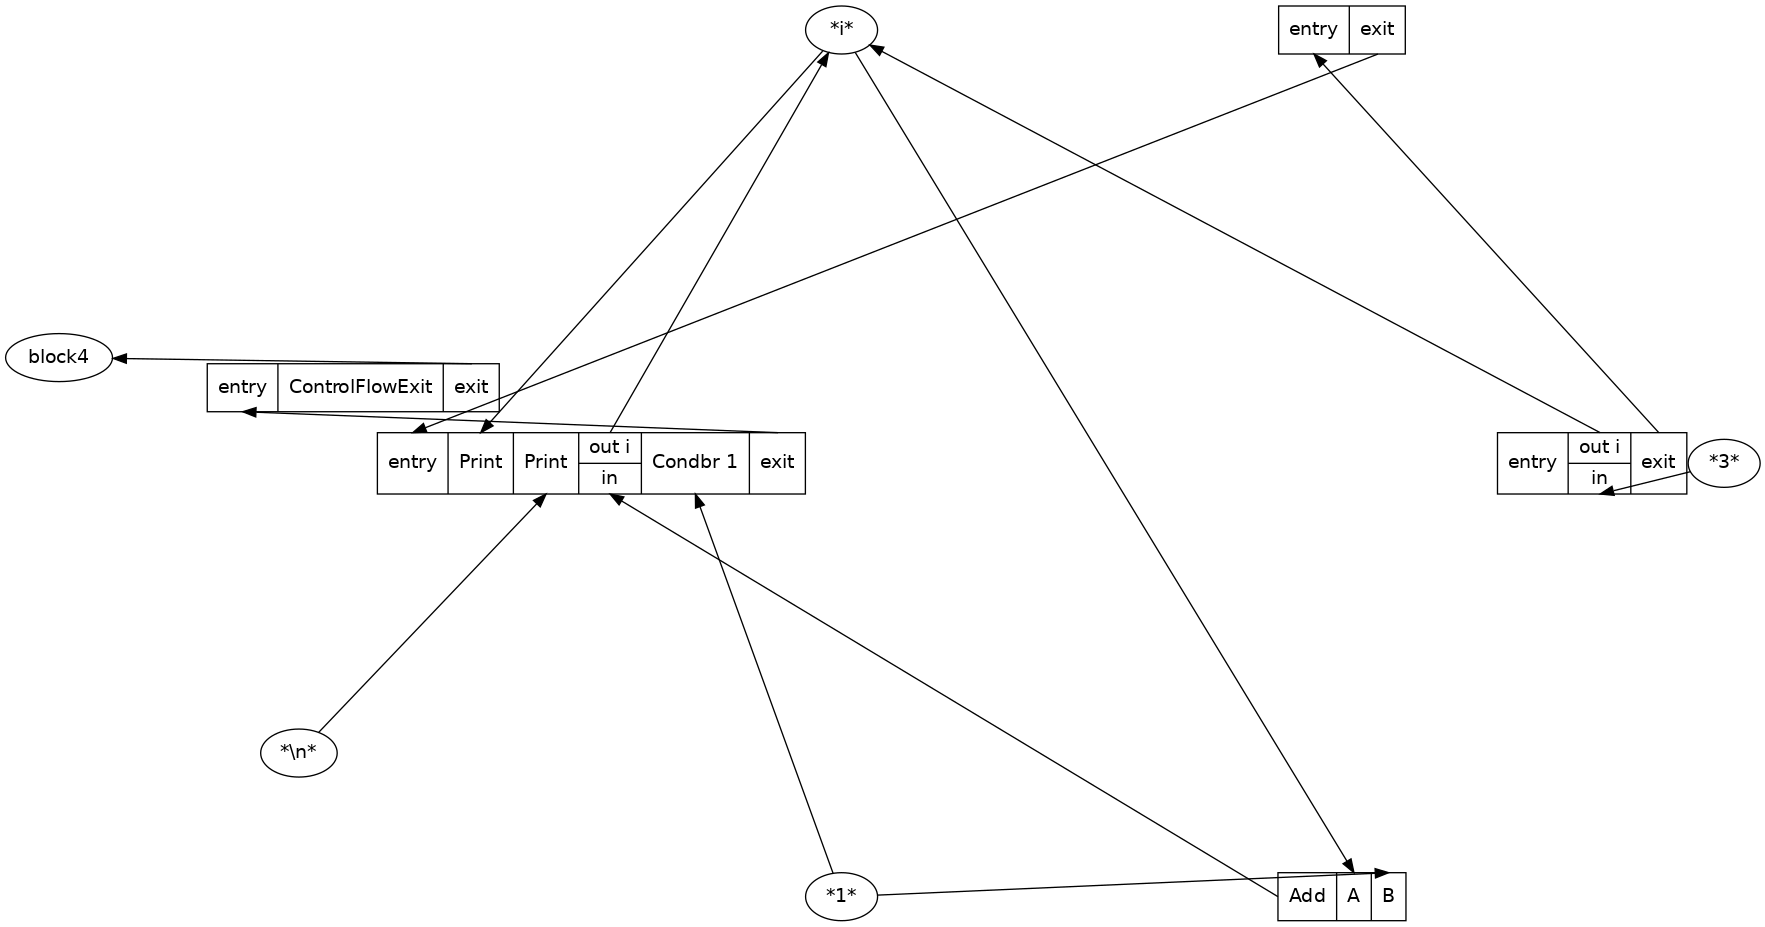 *i*
entry exit
block4
entry ControlFlowExit exit
entry Print Print out i in Condbr 1 exit
entry out i in exit
*3*
*\n*
*1*
Add A B